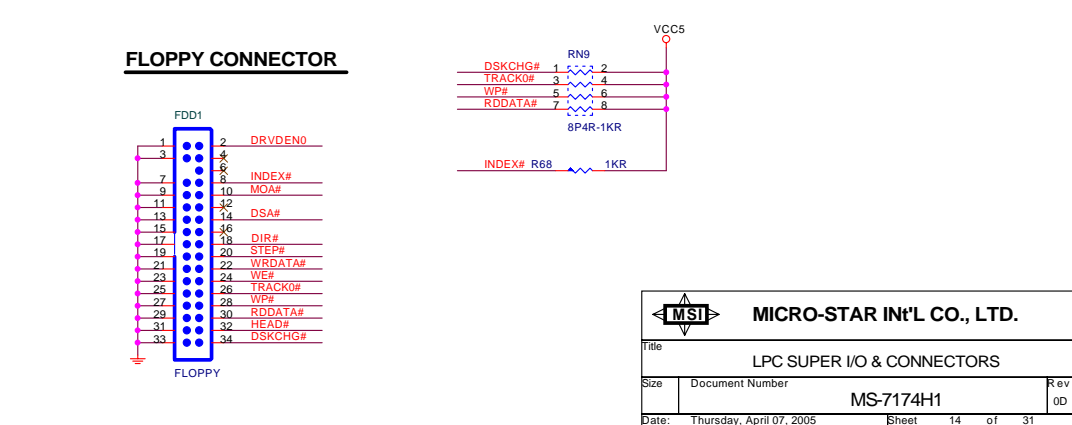 FLOPPY CONNECTOR
FDD1
1 2 DRVDEN0
3 4
6
7 8 INDEX#
9 10 MOA#
11 12
13 14 DSA#
15 16
17 18 DIR#
19 20 STEP#
21 22 WRDATA#
23 24 WE#
25 26 TRACK0#
27 28 WP#
29 30 RDDATA#
31 32 HEAD#
33 34 DSKCHG#
FLOPPY
VCC5
RN9
DSKCHG# 1 2
TRACK0# 3 4
WP# 5 6
RDDATA# 7 8
8P4R-1KR
INDEX# R68 1KR
MSI MICRO-STAR INt'L CO., LTD.
Title
LPC SUPER I/O & CONNECTORS
Size Document Number Rev
MS-7174H1 0D
Date: Thursday, April 07, 2005 Sheet 14 of 31